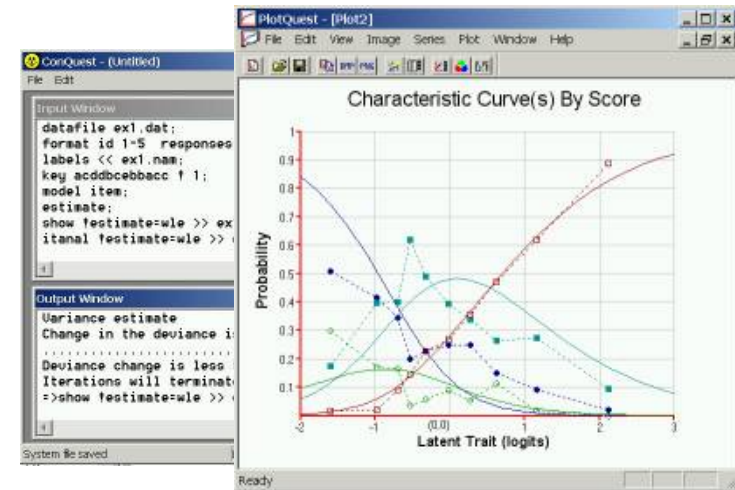 ConQuest - (Untitled)
File Edit
Input Window
datafile ex1.dat;
format id 1-5 responses
labels << ex1.nam;
key acddbcebbacc ! 1;
model item;
estimate;
show !estimate=wle >> ex
itanal !estimate=wle >>
Output Window
Variance estimate
Change in the deviance i
Deviance change is less
Iterations will terminat
=>show !estimate=wle >>
System file saved
PlotQuest - [Plot2]
File Edit View Image Series Plot Window Help
Characteristic Curve(s) By Score
Probability
1
0.9
0.8
0.7
0.6
0.5
0.4
0.3
0.2
0.1
-2 -1 (0,0) 1 2 3
Latent Trait (logits)
Ready